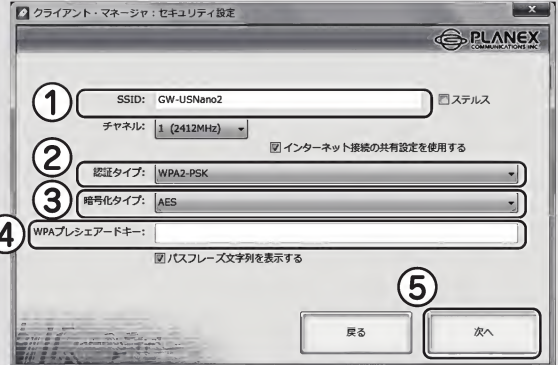 クライアント・マネージャ:セキュリティ設定
PLANEX
COMMUNICATIONS INC
① SSID: GW-USNano2 ステルス
チャネル: 1 (2412MHz)
インターネット接続の共有設定を使用する
② 認証タイプ: WPA2-PSK
③ 暗号化タイプ: AES
④ WPAプレシェアードキー:
パスフレーズ文字列を表示する
⑤
戻る 次へ